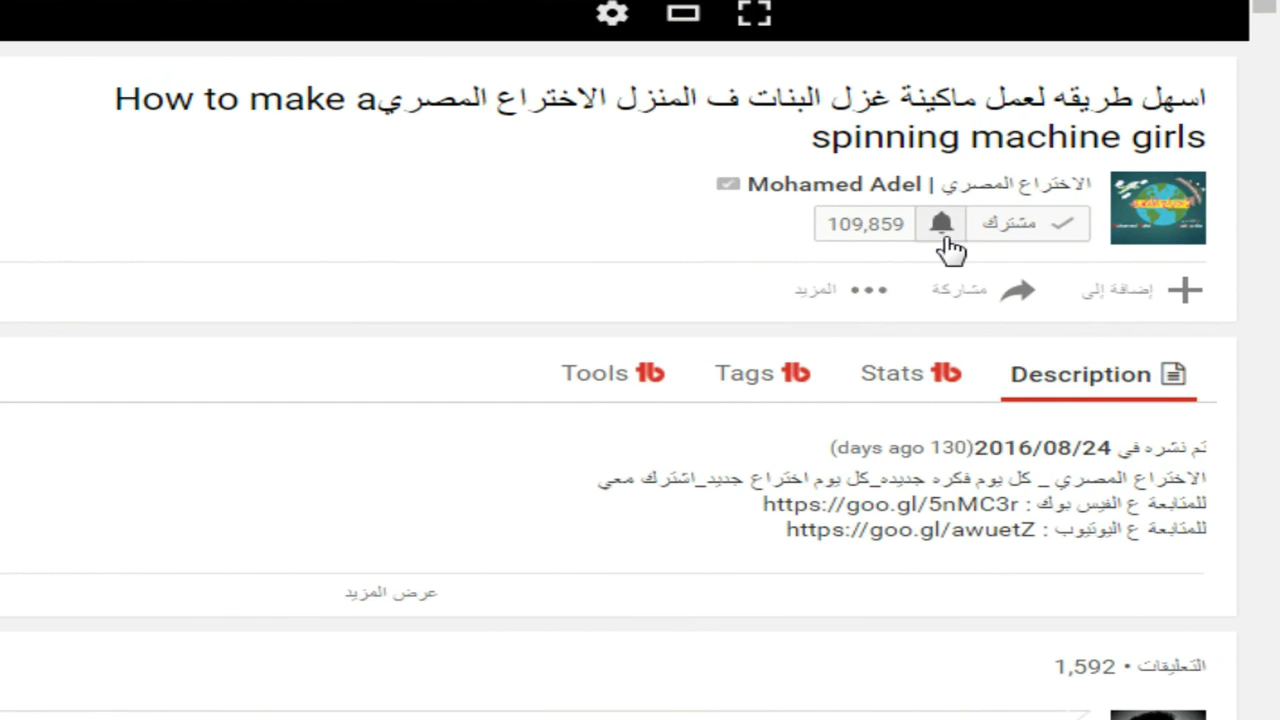 اسهل طريقه لعمل ماكينة غزل البنات ف المنزل الاختراع المصريHow to make a
spinning machine girls
الاختراع المصري | Mohamed Adel
مشترك 109,859
إضافة إلى مشاركة المزيد
Description Stats Tags Tools
تم نشره في 2016/08/24(130 days ago)
الاختراع المصري _ كل يوم فكره جديده_كل يوم اختراع جديد_اشترك معي
للمتابعة ع الفيس بوك : https://goo.gl/5nMC3r
للمتابعة ع اليوتيوب : https://goo.gl/awuetZ
عرض المزيد
التعليقات • 1,592